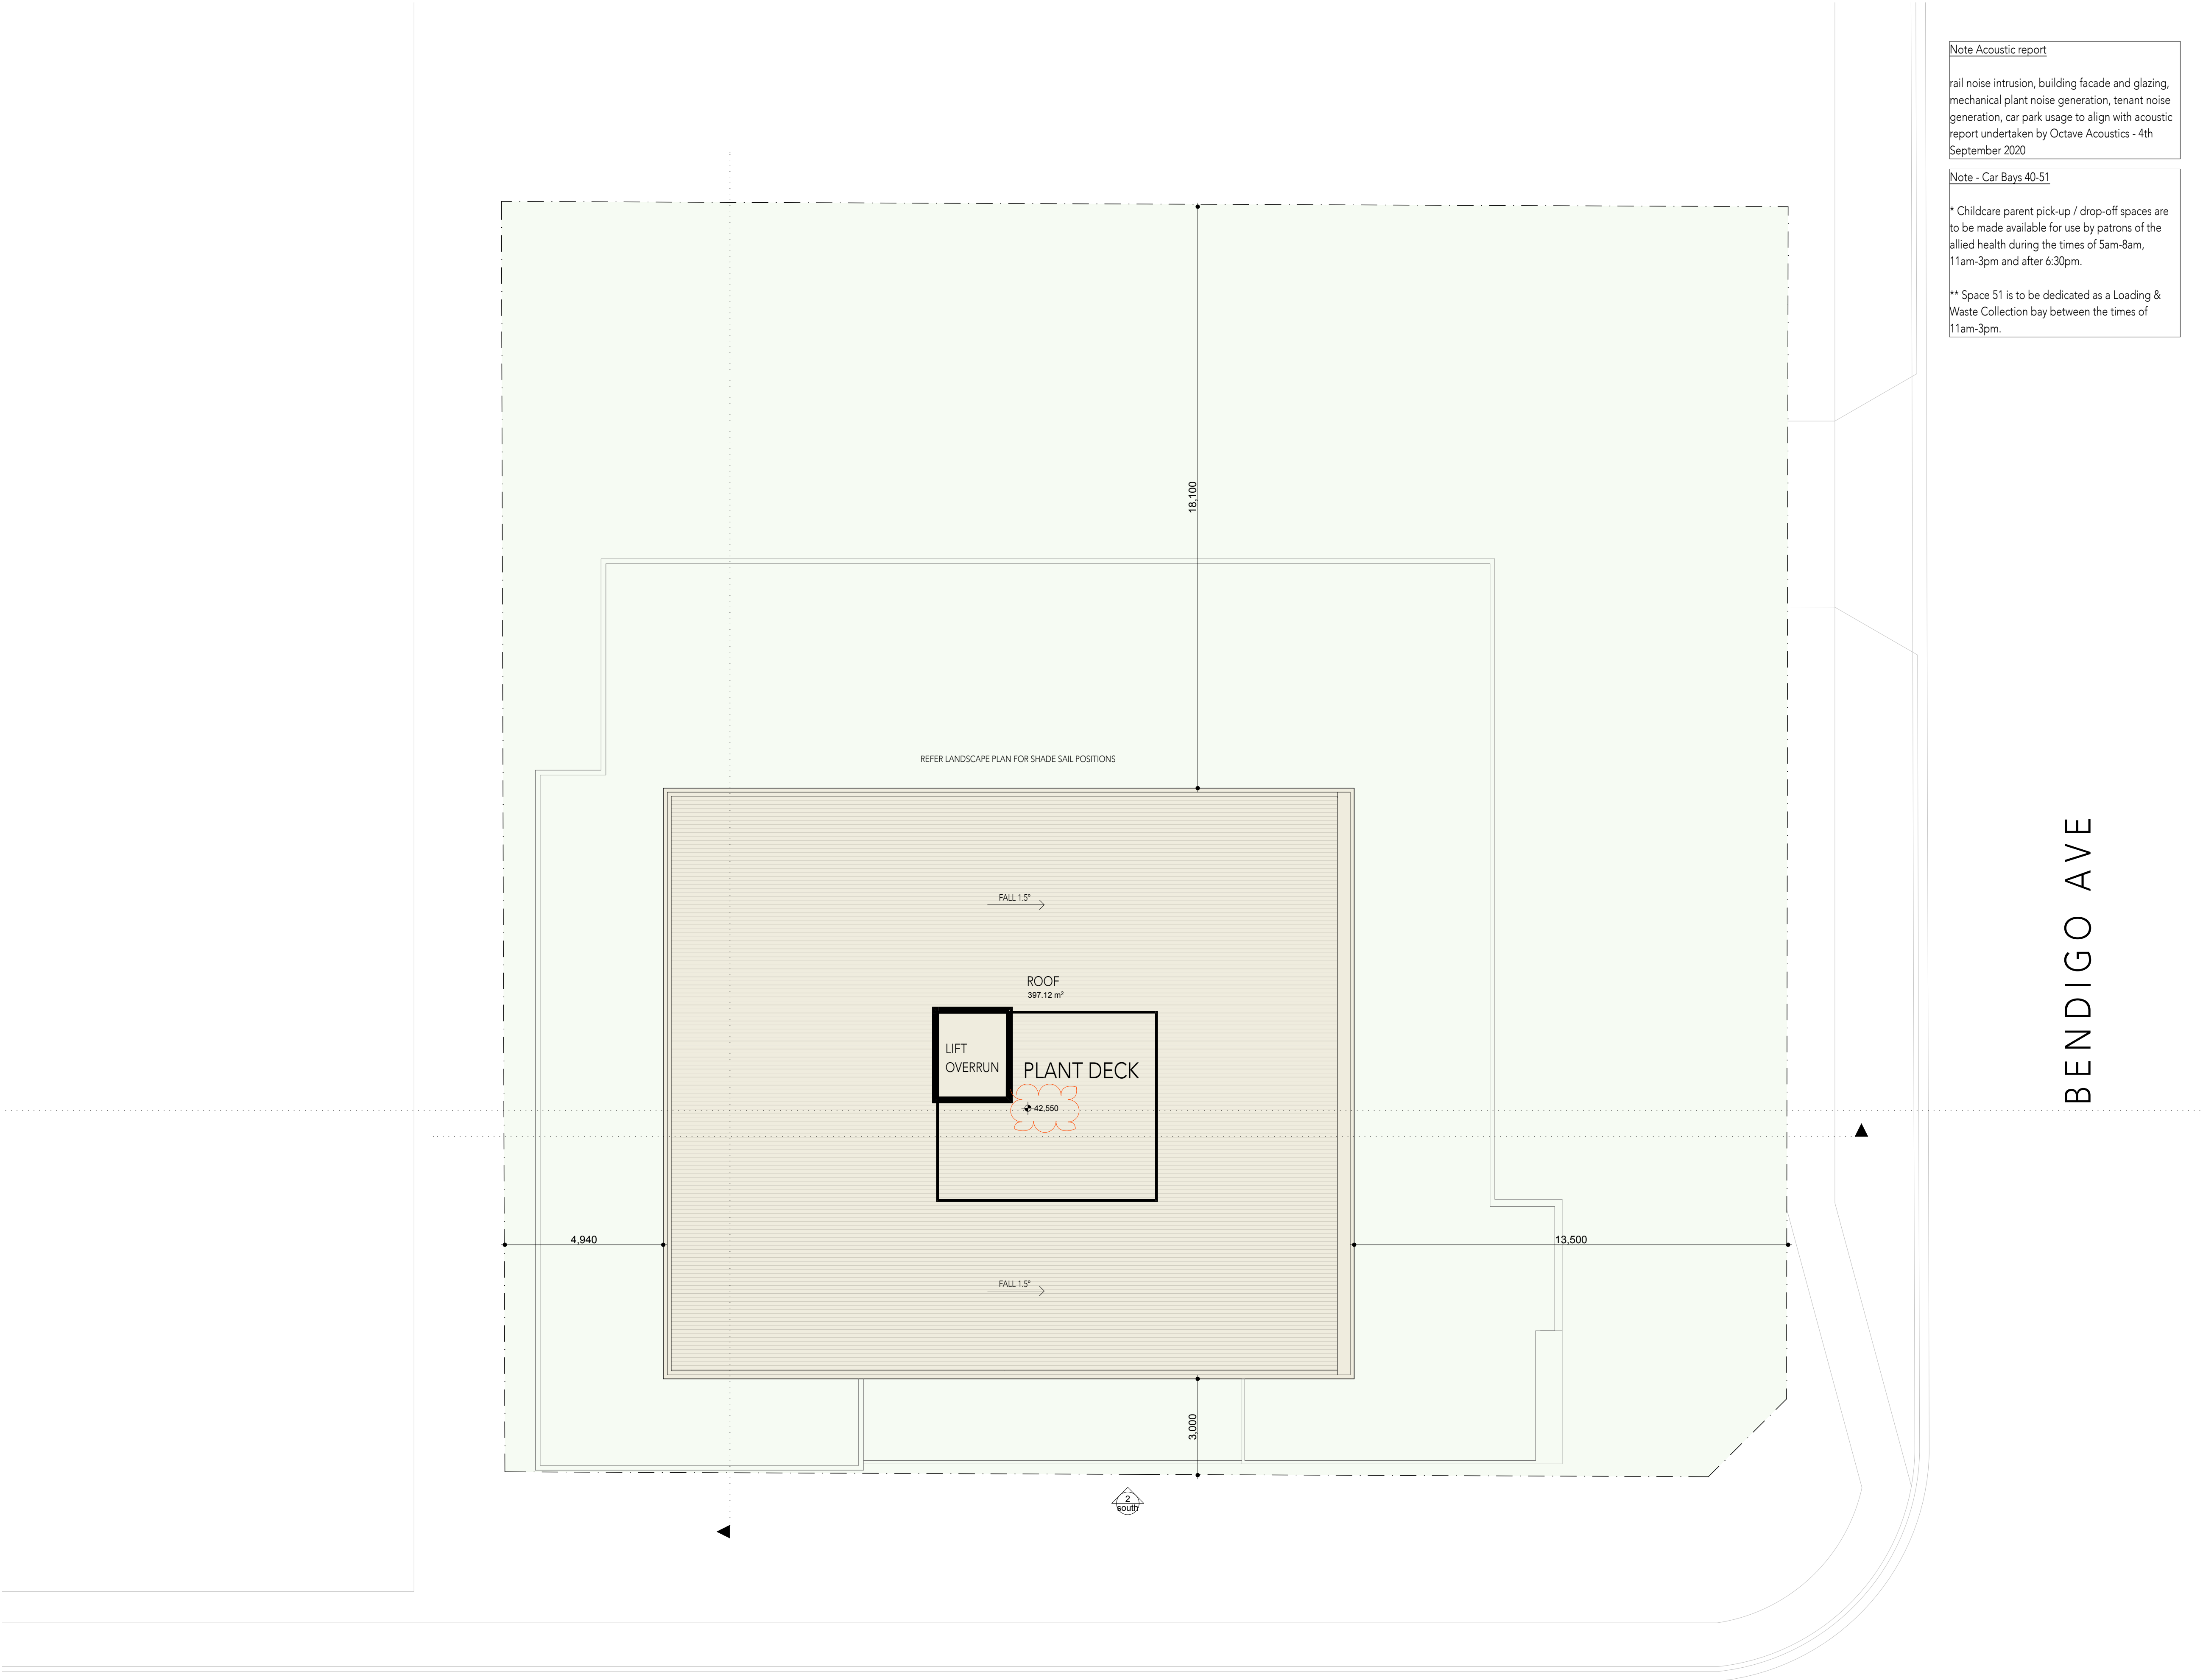 Note Acoustic report
rail noise intrusion, building facade and glazing,
mechanical plant noise generation, tenant noise
generation, car park usage to align with acoustic
report undertaken by Octave Acoustics - 4th
September 2020
Note - Car Bays 40-51
* Childcare parent pick-up / drop-off spaces are
to be made available for use by patrons of the
allied health during the times of 5am-8am,
11am-3pm and after 6:30pm.
** Space 51 is to be dedicated as a Loading &
Waste Collection bay between the times of
11am-3pm.
18,100
REFER LANDSCAPE PLAN FOR SHADE SAIL POSITIONS
FALL 1.5°
ROOF
397.12 m²
LIFT
OVERRUN
PLANT DECK
42,550
BENDIGO AVE
4,940
13,500
FALL 1.5°
3,000
2
south